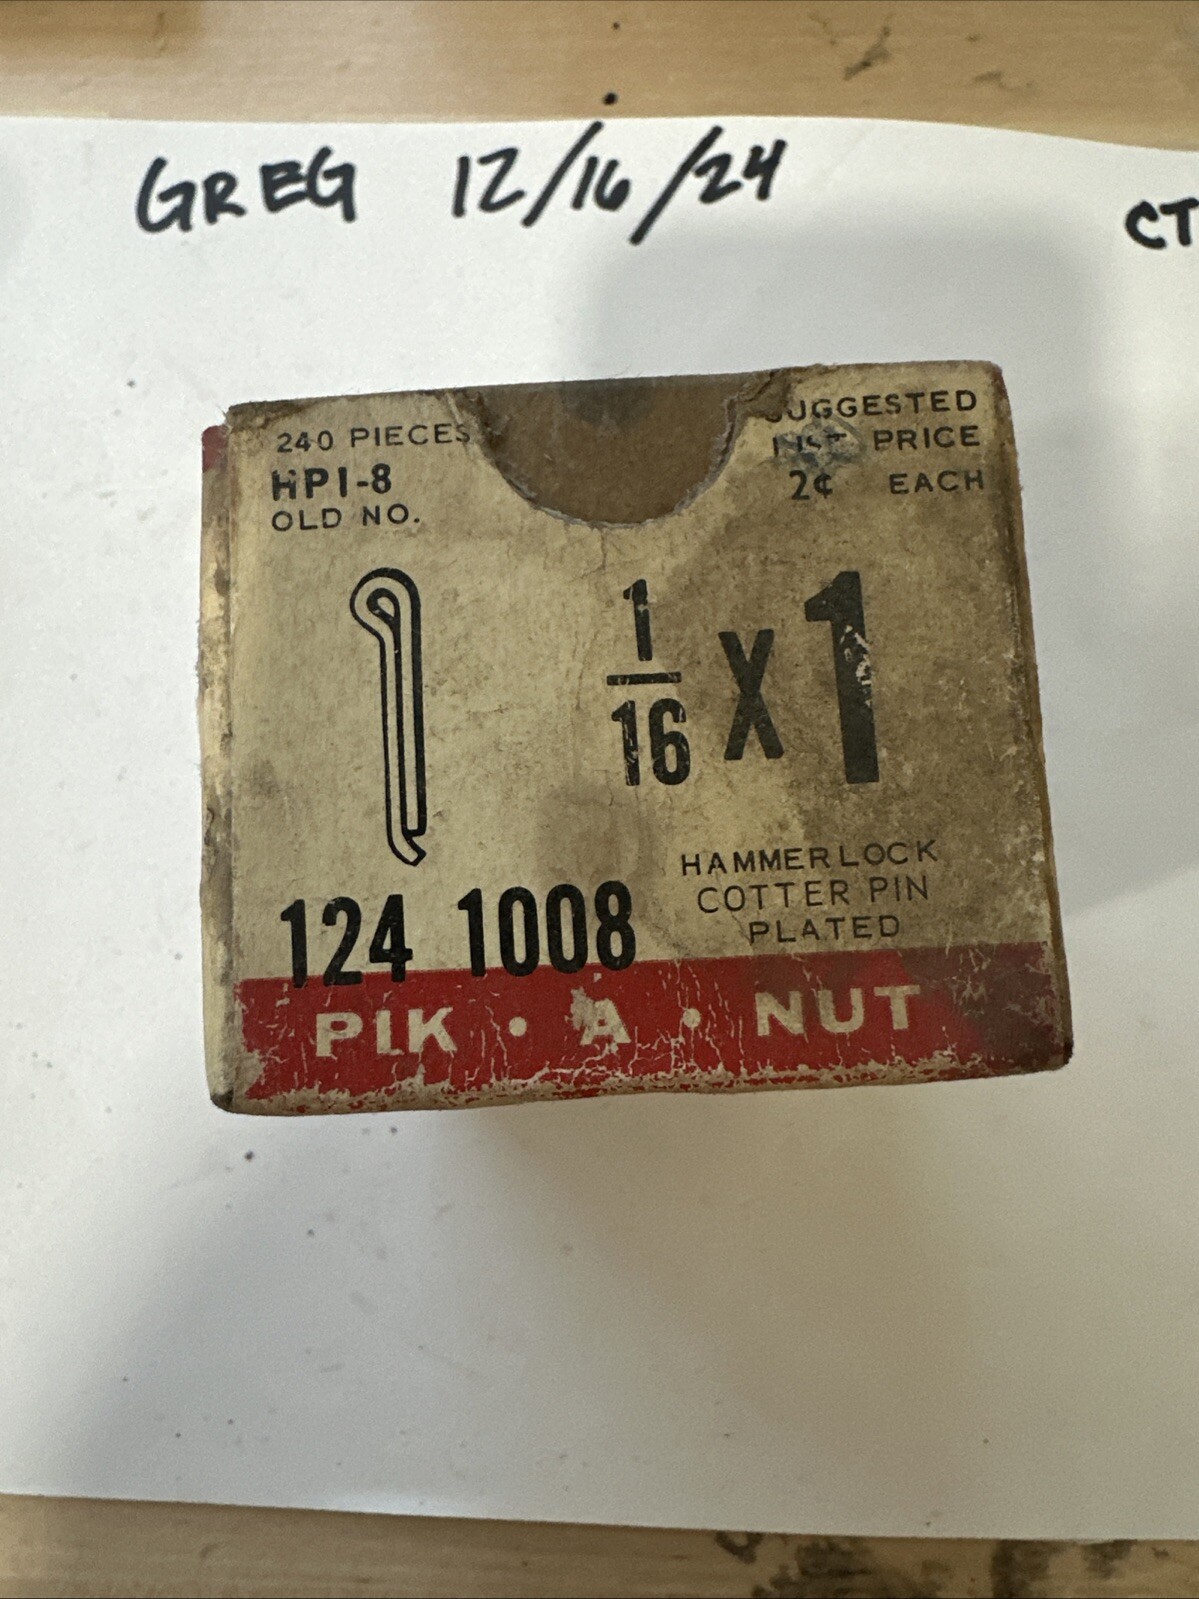 GREG 12/16/24 CT
240 PIECES
HP1-8
OLD NO.
SUGGESTED
LIST PRICE
2¢ EACH
1/16 X 1
HAMMERLOCK
COTTER PIN
PLATED
124 1008
PIK • A • NUT